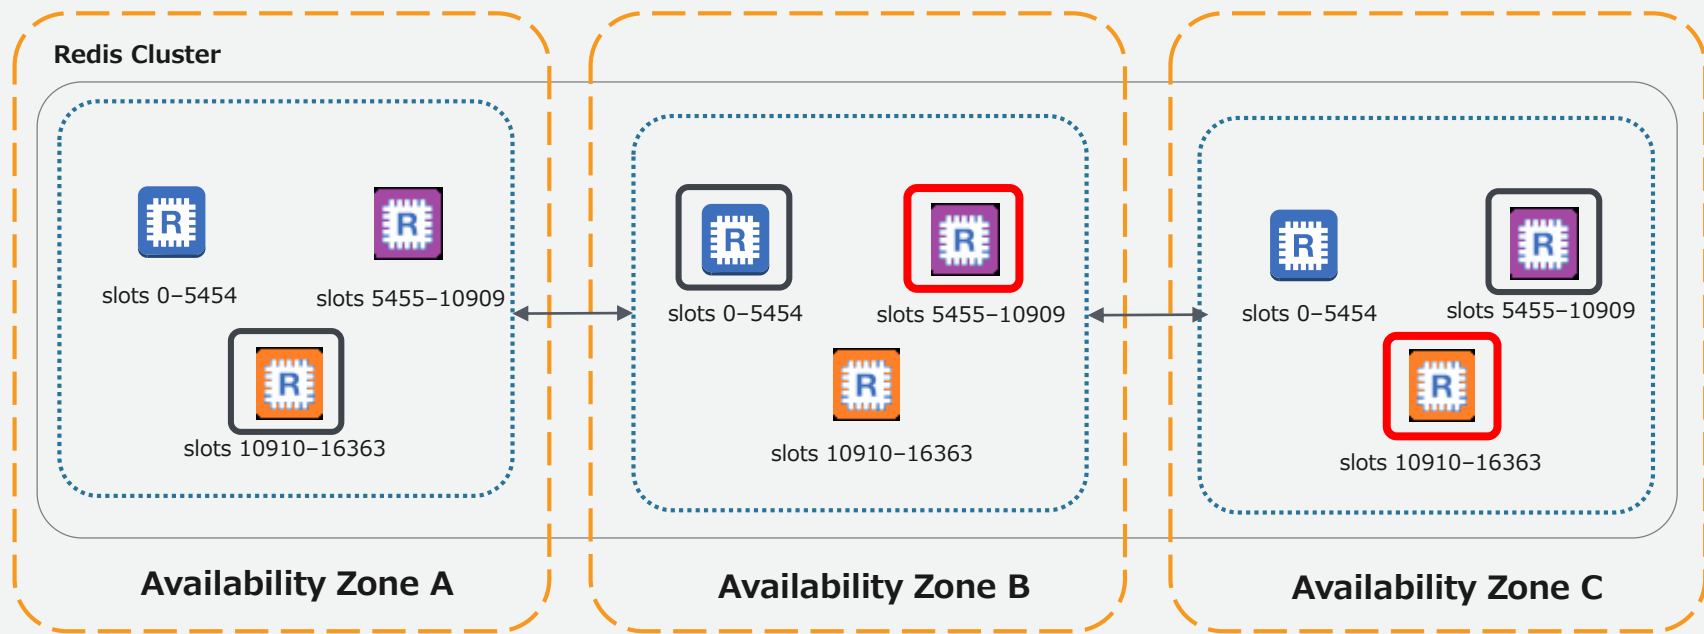 Redis Cluster
R
R
slots 0–5454
slots 5455–10909
R
slots 10910–16363
R
R
slots 0–5454
slots 5455–10909
R
slots 10910–16363
R
R
slots 0–5454
slots 5455–10909
R
slots 10910–16363
Availability Zone A
Availability Zone B
Availability Zone C